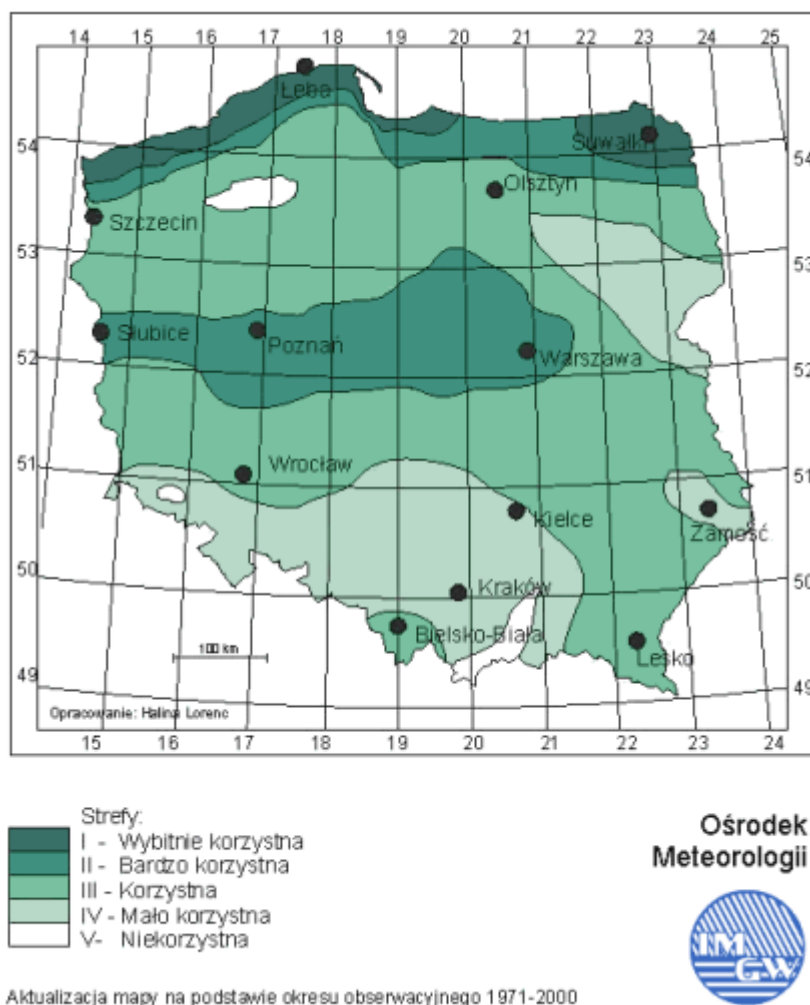 14 15 16 17 18 19 20 21 22 23 24 25
Łeba
54 Suwałki 54
Olsztyn
Szczecin
53 53
Słubice Poznań Warszawa
52 52
51 Wrocław 51
Kielce Zamość
50 Kraków 50
Bielsko-Biała Lesko
100 km
49 49
Opracowanie: Halina Lorenc
15 16 17 18 19 20 21 22 23 24
Strefy:
I - Wybitnie korzystna
II - Bardzo korzystna
III - Korzystna
IV - Mało korzystna
V- Niekorzystna
Ośrodek
Meteorologii
IM
GW
Aktualizacja mapy na podstawie okresu obserwacyjnego 1971-2000